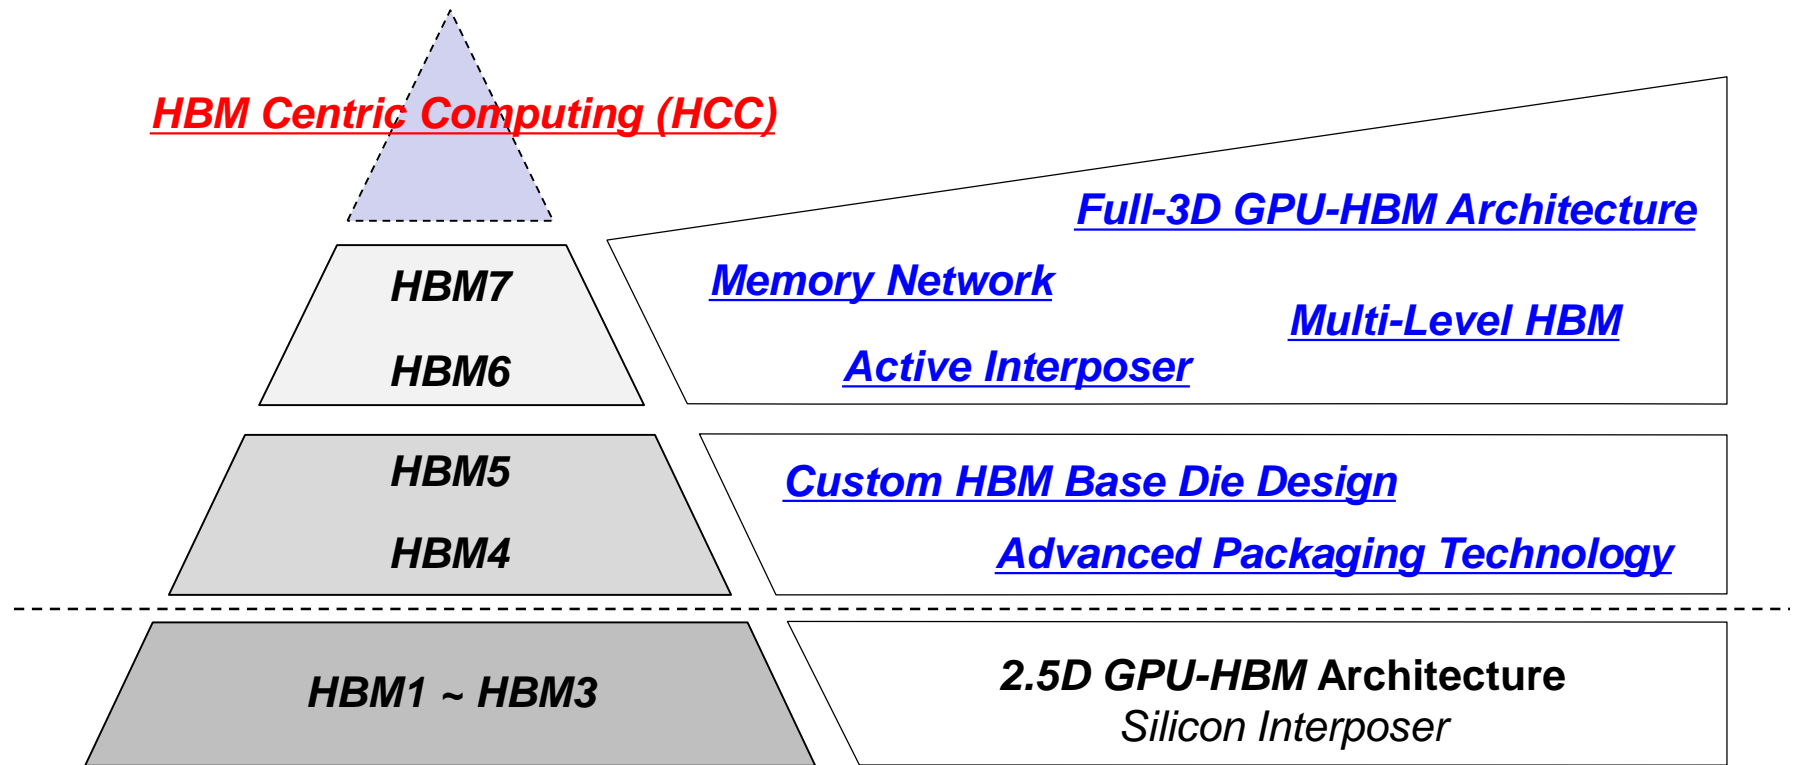 HBM Centric Computing (HCC)
Full-3D GPU-HBM Architecture
HBM7
Memory Network
Multi-Level HBM
HBM6
Active Interposer
HBM5
Custom HBM Base Die Design
HBM4
Advanced Packaging Technology
HBM1 ~ HBM3
2.5D GPU-HBM Architecture
Silicon Interposer